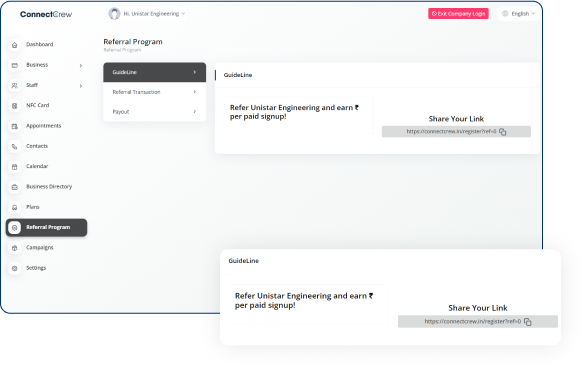 ConnectCrew
Hi, Unistar Engineering
Exit Company Login
English
Dashboard
Business
Staff
NFC Card
Appointments
Contacts
Calendar
Business Directory
Plans
Referral Program
Campaigns
Settings
Referral Program
Referral Program
GuideLine
Referral Transaction
Payout
GuideLine
Refer Unistar Engineering and earn ₹
per paid signup!
Share Your Link
https://connectcrew.in/register?ref=0
GuideLine
Refer Unistar Engineering and earn ₹
per paid signup!
Share Your Link
https://connectcrew.in/register?ref=0